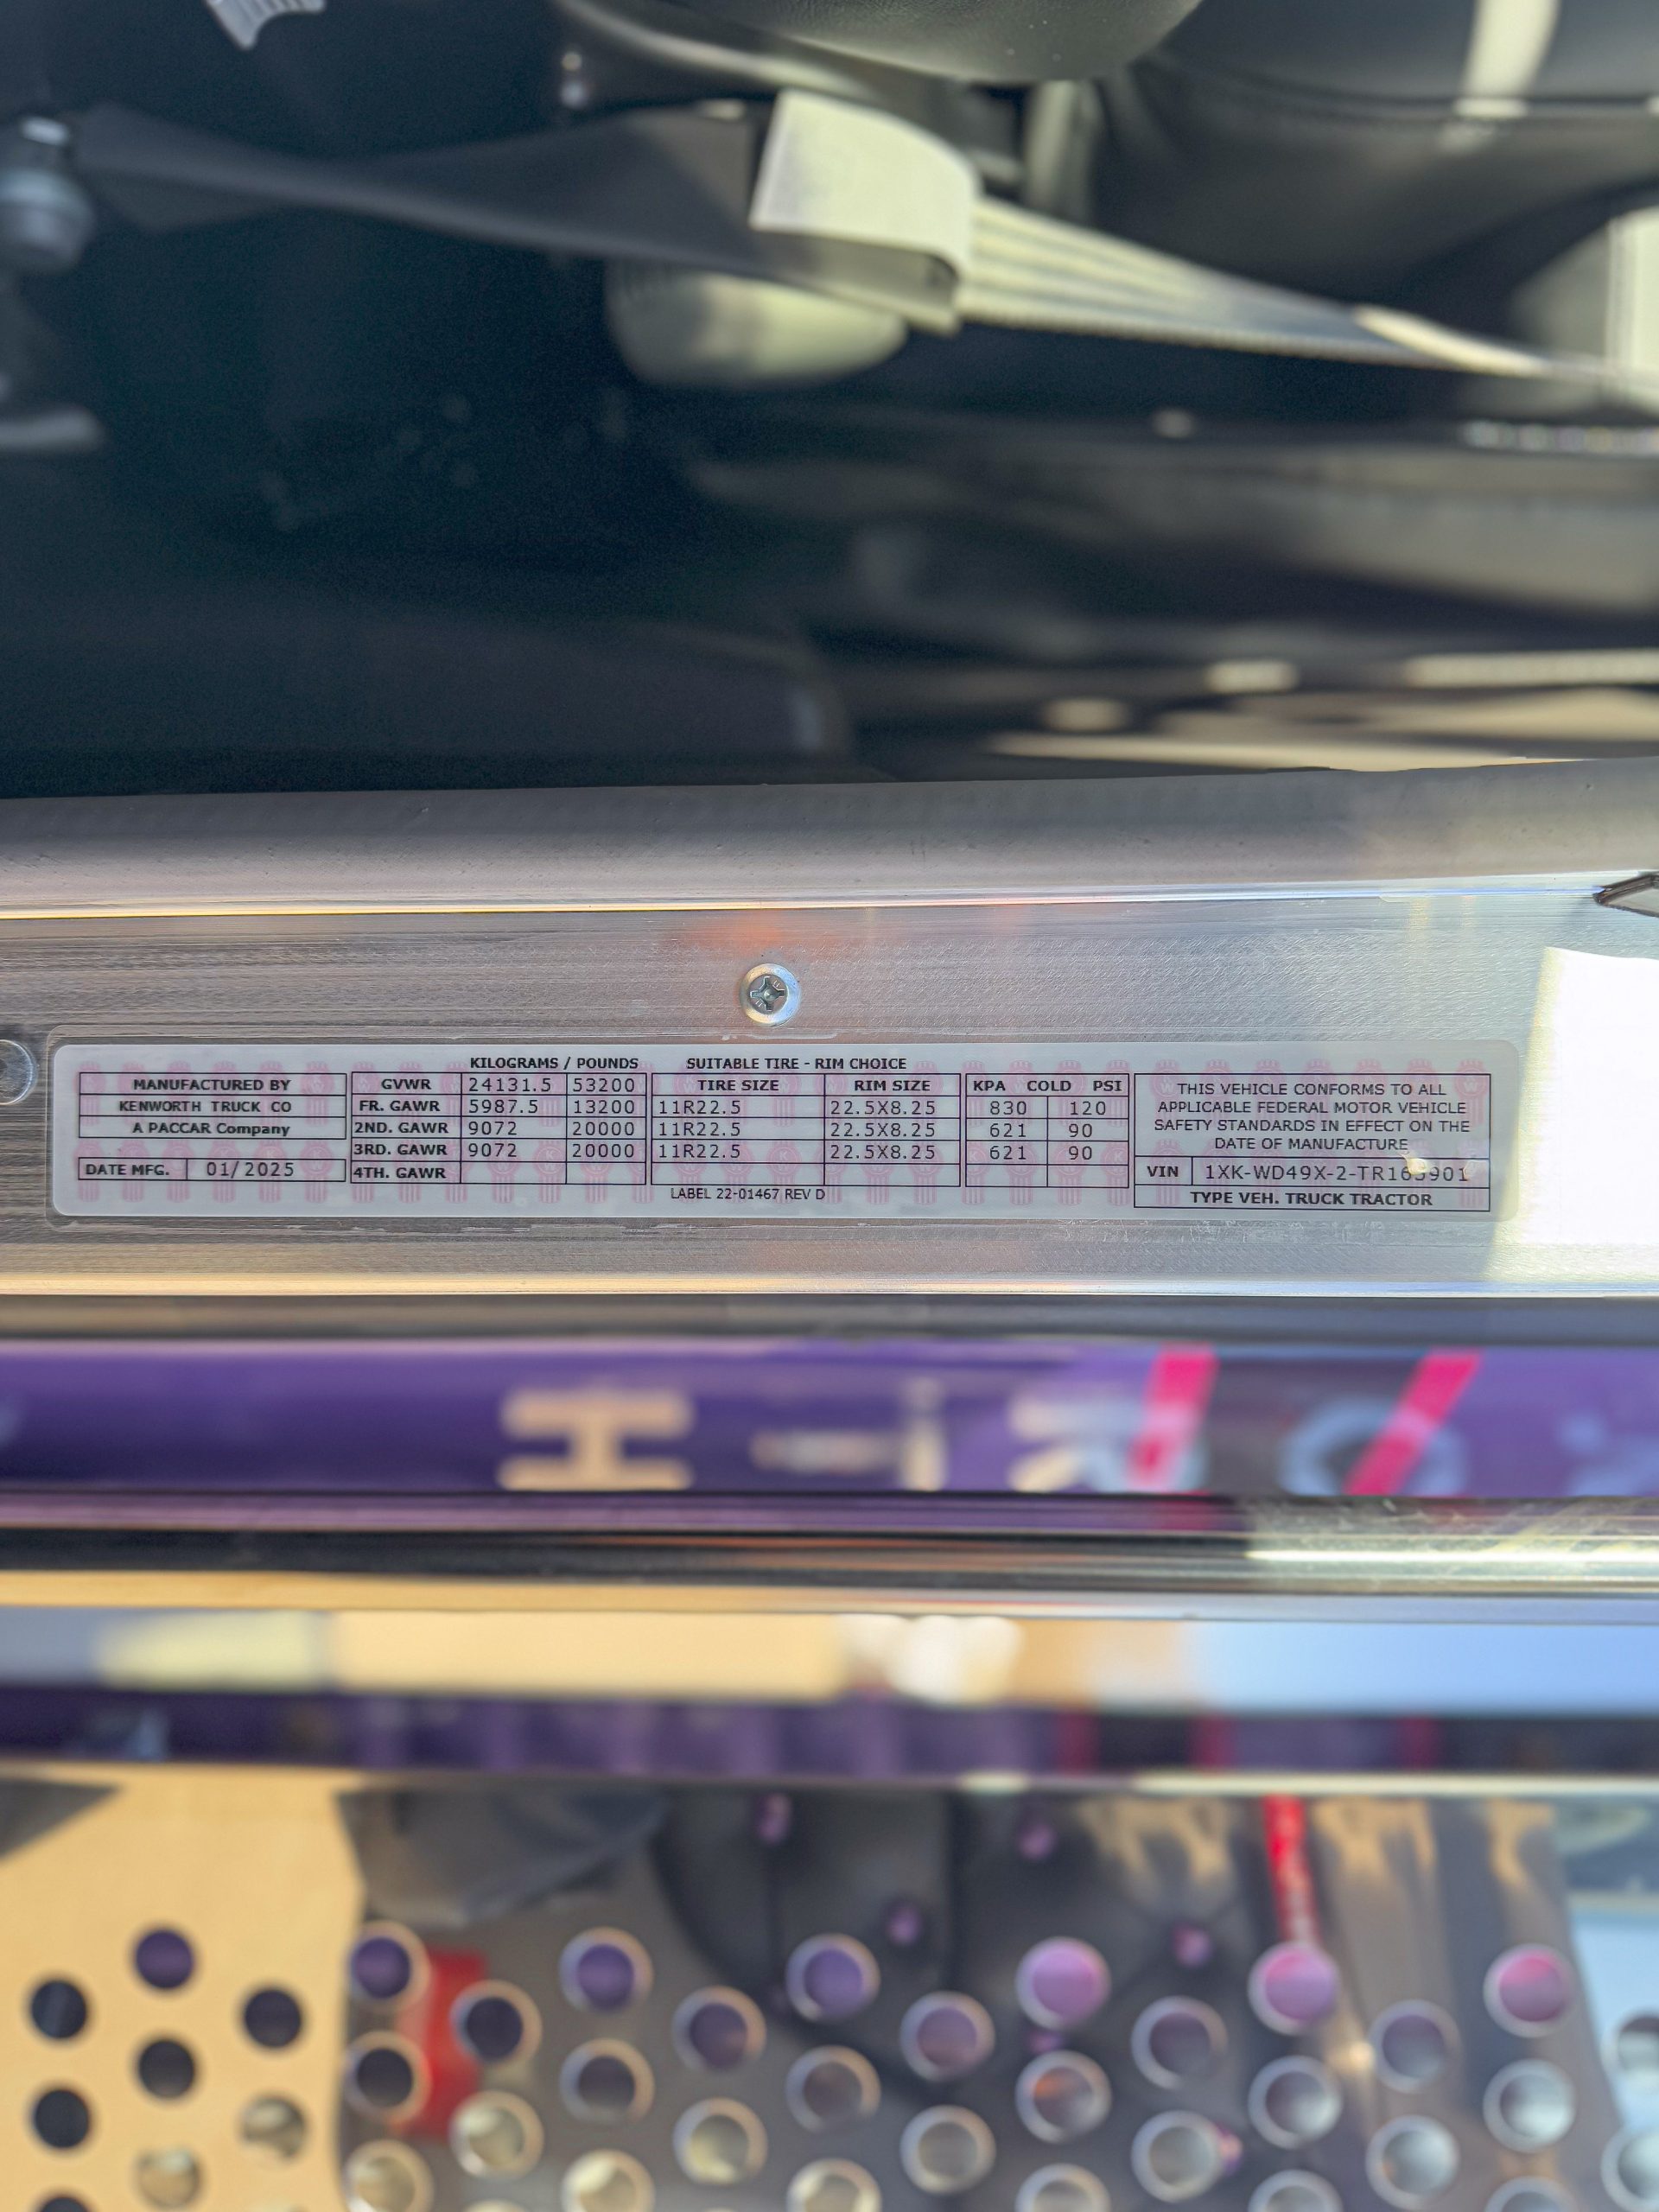 KILOGRAMS / POUNDS
SUITABLE TIRE - RIM CHOICE
MANUFACTURED BY
KENWORTH TRUCK CO
A PACCAR Company
DATE MFG. 01/2025
GVWR 24131.5 53200
FR. GAWR 5987.5 13200
2ND. GAWR 9072 20000
3RD. GAWR 9072 20000
4TH. GAWR
TIRE SIZE RIM SIZE
11R22.5 22.5X8.25
11R22.5 22.5X8.25
11R22.5 22.5X8.25
KPA COLD PSI
830 120
621 90
621 90
LABEL 22-01467 REV D
THIS VEHICLE CONFORMS TO ALL
APPLICABLE FEDERAL MOTOR VEHICLE
SAFETY STANDARDS IN EFFECT ON THE
DATE OF MANUFACTURE
VIN 1XK-WD49X-2-TR165901
TYPE VEH. TRUCK TRACTOR